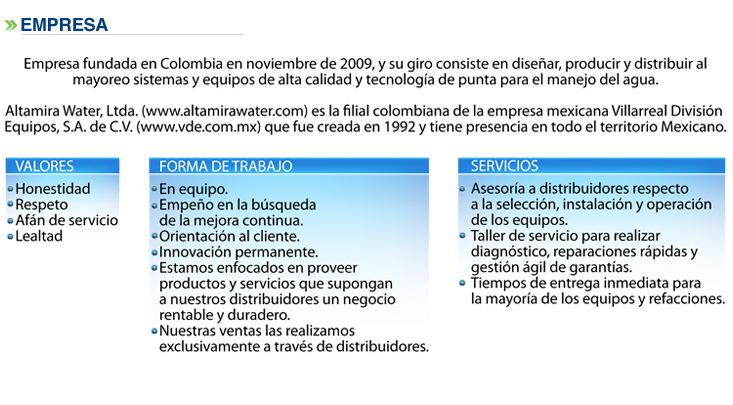 EMPRESA
Empresa fundada en Colombia en noviembre de 2009, y su giro consiste en diseñar, producir y distribuir al
mayoreo sistemas y equipos de alta calidad y tecnología de punta para el manejo del agua.
Altamira Water, Ltda. (www.altamirawater.com) es la filial colombiana de la empresa mexicana Villarreal División
Equipos, S.A. de C.V. (www.vde.com.mx) que fue creada en 1992 y tiene presencia en todo el territorio Mexicano.
VALORES
Honestidad
Respeto
Afán de servicio
Lealtad
FORMA DE TRABAJO
En equipo.
Empeño en la búsqueda
de la mejora continua.
Orientación al cliente.
Innovación permanente.
Estamos enfocados en proveer
productos y servicios que supongan
a nuestros distribuidores un negocio
rentable y duradero.
Nuestras ventas las realizamos
exclusivamente a través de distribuidores.
SERVICIOS
Asesoría a distribuidores respecto
a la selección, instalación y operación
de los equipos.
Taller de servicio para realizar
diagnóstico, reparaciones rápidas y
gestión ágil de garantías.
Tiempos de entrega inmediata para
la mayoría de los equipos y refacciones.